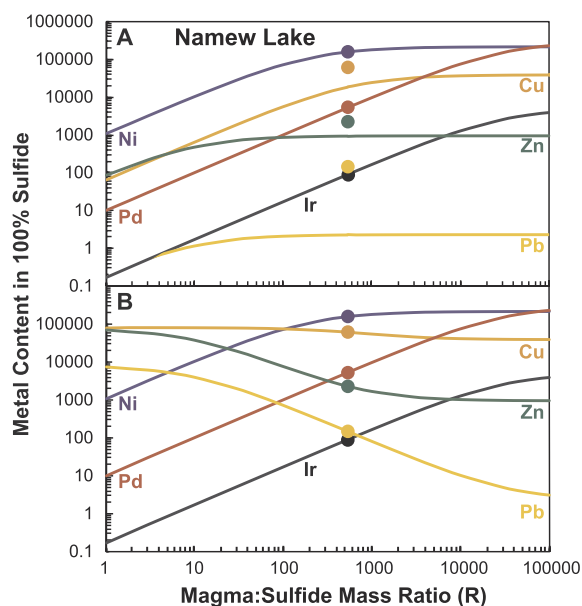 A Namew Lake
1000000
100000
10000
1000
100
10
1
0.1
Ni
Cu
Zn
Pd
Ir
Pb
Metal Content in 100% Sulfide
B
100000
10000
1000
100
10
1
0.1
Ni
Cu
Zn
Pd
Ir
Pb
1 10 100 1000 10000 100000
Magma:Sulfide Mass Ratio (R)